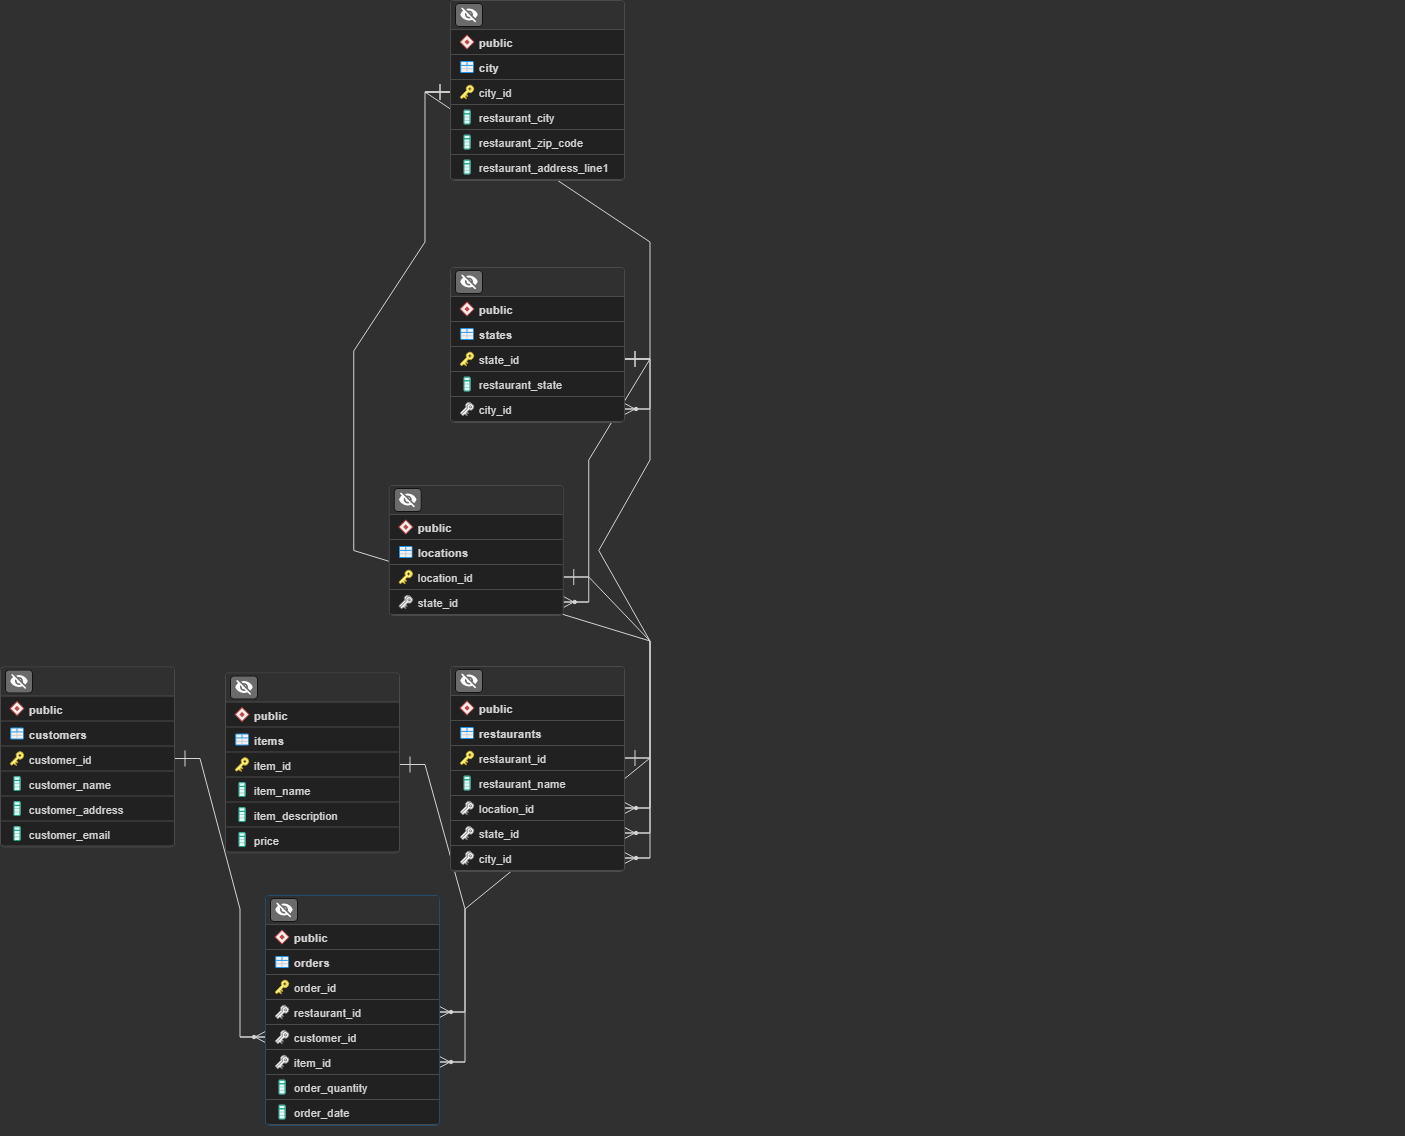 public
city
city_id
restaurant_city
restaurant_zip_code
restaurant_address_line1
public
states
state_id
restaurant_state
city_id
public
locations
location_id
state_id
public
customers
customer_id
customer_name
customer_address
customer_email
public
items
item_id
item_name
item_description
price
public
restaurants
restaurant_id
restaurant_name
location_id
state_id
city_id
public
orders
order_id
restaurant_id
customer_id
item_id
order_quantity
order_date